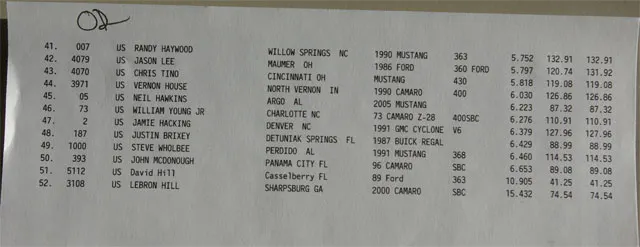 41. 007 US RANDY HAYWOOD WILLOW SPRINGS NC 1990 MUSTANG 363 5.752 132.91 132.91
42. 4079 US JASON LEE MAUMER OH 1986 FORD 360 FORD 5.797 120.74 131.92
43. 4070 US CHRIS TINO CINCINNATI OH MUSTANG 430 5.818 119.08 119.08
44. 3971 US VERNON HOUSE NORTH VERNON IN 1990 CAMARO 400 6.030 126.86 126.86
45. 05 US NEIL HAWKINS ARGO AL 2005 MUSTANG 6.223 87.32 87.32
46. 73 US WILLIAM YOUNG JR CHARLOTTE NC 73 CAMARO Z-28 400SBC 6.276 110.91 110.91
47. 2 US JAMIE HACKING DENVER NC 1991 GMC CYCLONE V6 6.379 127.96 127.96
48. 187 US JUSTIN BRIXEY DETUNIAK SPRINGS FL 1987 BUICK REGAL 6.429 88.99 88.99
49. 1000 US STEVE WHOLBEE PERDIDO AL 1991 MUSTANG 368 6.460 114.53 114.53
50. 393 US JOHN MCDONOUGH PANAMA CITY FL 96 CAMARO SBC 6.653 89.08 89.08
51. 5112 US David Hill Casselberry FL 89 Ford 363 10.905 41.25 41.25
52. 3108 US LEBRON HILL SHARPSBURG GA 2000 CAMARO SBC 15.432 74.54 74.54